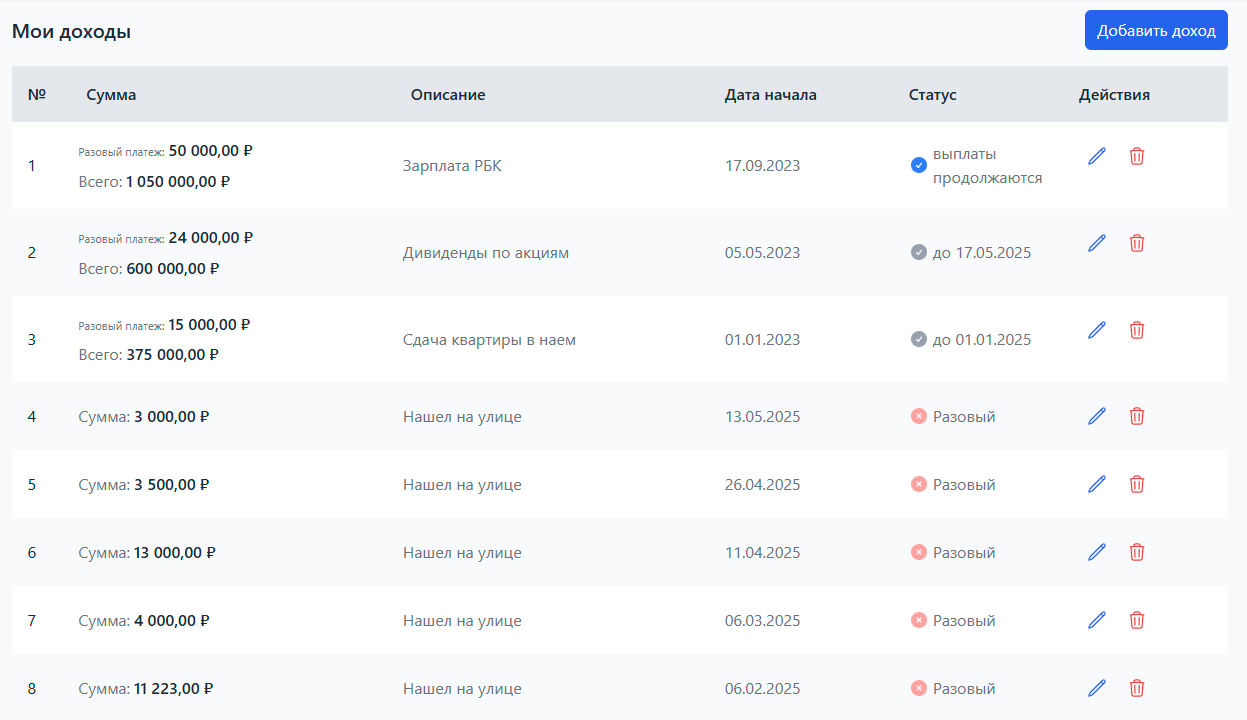 Мои доходы
Добавить доход
№ Сумма Описание Дата начала Статус Действия
1 Разовый платеж: 50 000,00 ₽ Всего: 1 050 000,00 ₽ Зарплата РБК 17.09.2023 выплаты продолжаются
2 Разовый платеж: 24 000,00 ₽ Всего: 600 000,00 ₽ Дивиденды по акциям 05.05.2023 до 17.05.2025
3 Разовый платеж: 15 000,00 ₽ Всего: 375 000,00 ₽ Сдача квартиры в наем 01.01.2023 до 01.01.2025
4 Сумма: 3 000,00 ₽ Нашел на улице 13.05.2025 Разовый
5 Сумма: 3 500,00 ₽ Нашел на улице 26.04.2025 Разовый
6 Сумма: 13 000,00 ₽ Нашел на улице 11.04.2025 Разовый
7 Сумма: 4 000,00 ₽ Нашел на улице 06.03.2025 Разовый
8 Сумма: 11 223,00 ₽ Нашел на улице 06.02.2025 Разовый